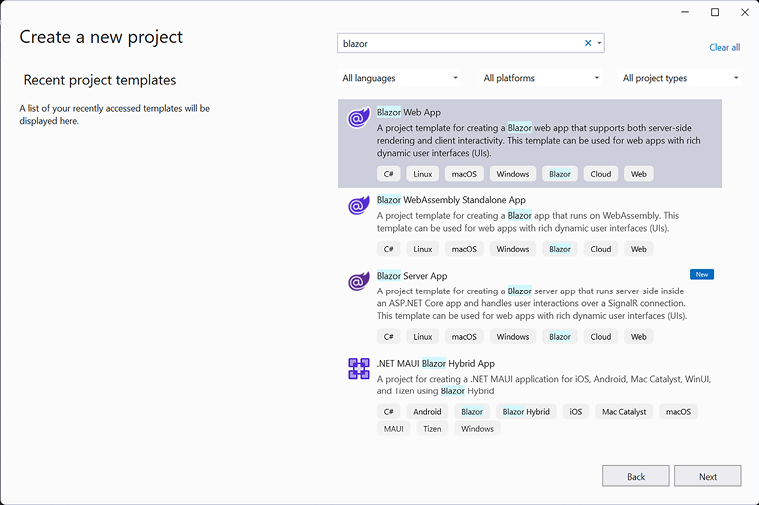 Create a new project
blazor
Clear all
Recent project templates
A list of your recently accessed templates will
be displayed here.
All languages
All platforms
All project types
Blazor Web App
A project template for creating a Blazor web app that supports both server-side
rendering and client interactivity. This template can be used for web apps with rich
dynamic user interfaces (UIs).
C# Linux macOS Windows Blazor Cloud Web
Blazor WebAssembly Standalone App
A project template for creating a Blazor app that runs on WebAssembly. This
template can be used for web apps with rich dynamic user interfaces (UIs).
C# Linux macOS Windows Blazor Cloud Web
Blazor Server App
New
A project template for creating a Blazor server app that runs server-side inside
an ASP.NET Core app and handles user interactions over a SignalR connection.
This template can be used for web apps with rich dynamic user interfaces (UIs).
C# Linux macOS Windows Blazor Cloud Web
.NET MAUI Blazor Hybrid App
A project for creating a .NET MAUI application for iOS, Android, Mac Catalyst, WinUI,
and Tizen using Blazor Hybrid
C# Android Blazor Blazor Hybrid iOS Mac Catalyst macOS
MAUI Tizen Windows
Back
Next